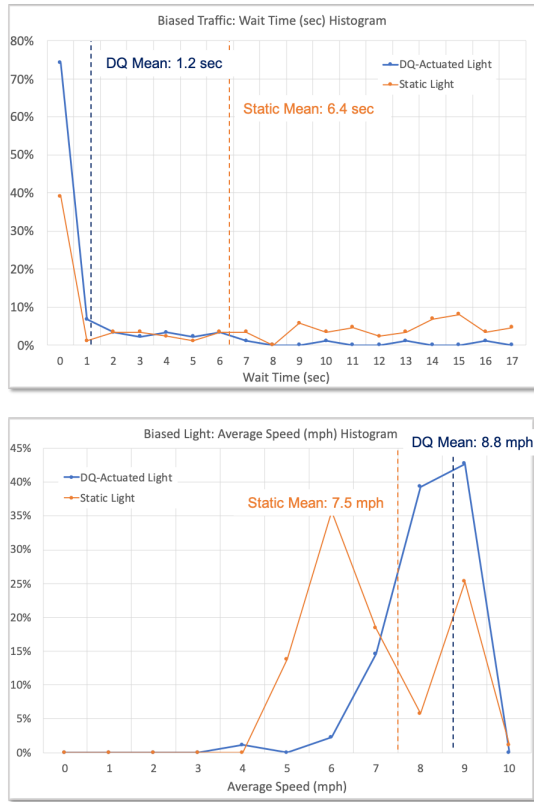 Biased Traffic: Wait Time (sec) Histogram
80%
DQ Mean: 1.2 sec
DQ-Actuated Light
70%
Static Light
Static Mean: 6.4 sec
60%
50%
40%
30%
20%
10%
0%
0 1 2 3 4 5 6 7 8 9 10 11 12 13 14 15 16 17
Wait Time (sec)
Biased Light: Average Speed (mph) Histogram
DQ Mean: 8.8 mph
45%
DQ-Actuated Light
40%
Static Light
Static Mean: 7.5 mph
35%
30%
25%
20%
15%
10%
5%
0%
0 1 2 3 4 5 6 7 8 9 10
Average Speed (mph)